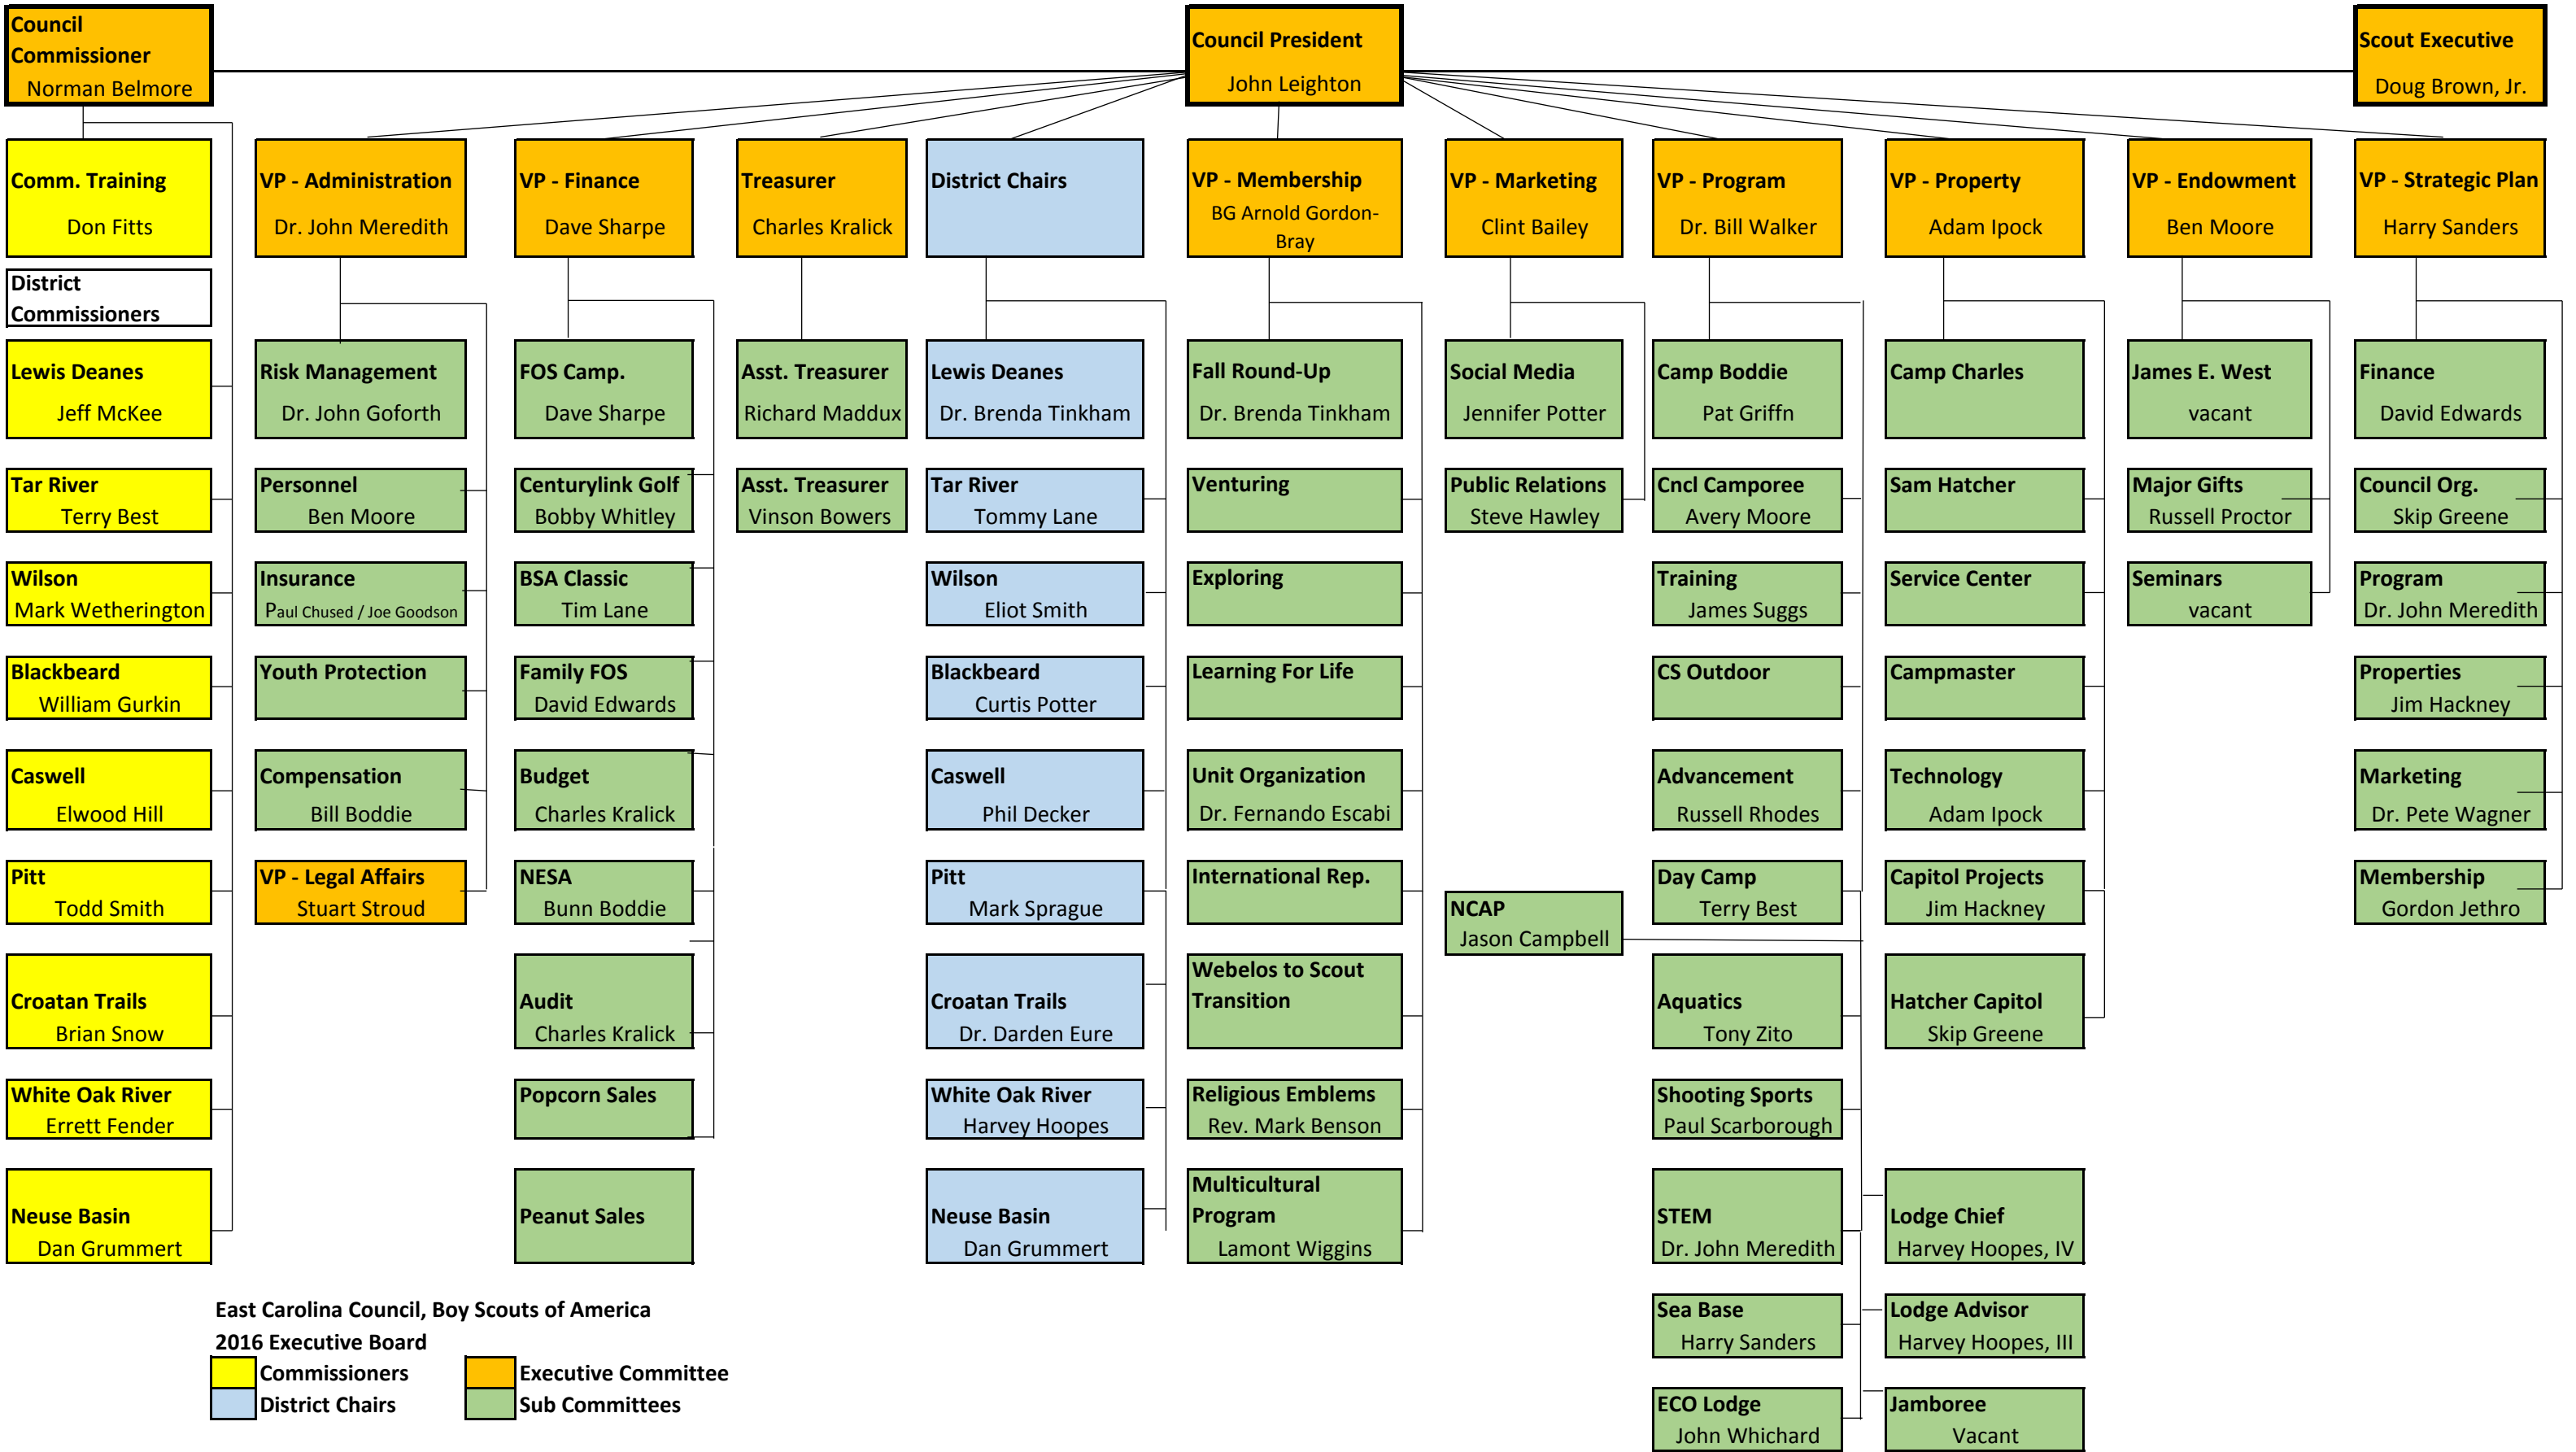 Council
Commissioner
Norman Belmore
Council President
John Leighton
Scout Executive
Doug Brown, Jr.
Comm. Training
Don Fitts
VP - Administration
Dr. John Meredith
VP - Finance
Dave Sharpe
Treasurer
Charles Kralick
District Chairs
VP - Membership
BG Arnold Gordon-
Bray
VP - Marketing
Clint Bailey
VP - Program
Dr. Bill Walker
VP - Property
Adam Ipock
VP - Endowment
Ben Moore
VP - Strategic Plan
Harry Sanders
District
Commissioners
Lewis Deanes
Jeff McKee
Risk Management
Dr. John Goforth
FOS Camp.
Dave Sharpe
Asst. Treasurer
Richard Maddux
Lewis Deanes
Dr. Brenda Tinkham
Fall Round-Up
Dr. Brenda Tinkham
Social Media
Jennifer Potter
Camp Boddie
Pat Griffn
Camp Charles
James E. West
vacant
Finance
David Edwards
Tar River
Terry Best
Personnel
Ben Moore
Centurylink Golf
Bobby Whitley
Asst. Treasurer
Vinson Bowers
Tar River
Tommy Lane
Venturing
Public Relations
Steve Hawley
Cncl Camporee
Avery Moore
Sam Hatcher
Major Gifts
Russell Proctor
Council Org.
Skip Greene
Wilson
Mark Wetherington
Insurance
Paul Chused / Joe Goodson
BSA Classic
Tim Lane
Wilson
Eliot Smith
Exploring
Training
James Suggs
Service Center
Seminars
vacant
Program
Dr. John Meredith
Blackbeard
William Gurkin
Youth Protection
Family FOS
David Edwards
Blackbeard
Curtis Potter
Learning For Life
CS Outdoor
Campmaster
Properties
Jim Hackney
Caswell
Elwood Hill
Compensation
Bill Boddie
Budget
Charles Kralick
Caswell
Phil Decker
Unit Organization
Dr. Fernando Escabi
Advancement
Russell Rhodes
Technology
Adam Ipock
Marketing
Dr. Pete Wagner
Pitt
Todd Smith
VP - Legal Affairs
Stuart Stroud
NESA
Bunn Boddie
Pitt
Mark Sprague
International Rep.
NCAP
Jason Campbell
Day Camp
Terry Best
Capitol Projects
Jim Hackney
Membership
Gordon Jethro
Croatan Trails
Brian Snow
Audit
Charles Kralick
Croatan Trails
Dr. Darden Eure
Webelos to Scout
Transition
Aquatics
Tony Zito
Hatcher Capitol
Skip Greene
White Oak River
Errett Fender
Popcorn Sales
White Oak River
Harvey Hoopes
Religious Emblems
Rev. Mark Benson
Shooting Sports
Paul Scarborough
Neuse Basin
Dan Grummert
Peanut Sales
Neuse Basin
Dan Grummert
Multicultural
Program
Lamont Wiggins
STEM
Dr. John Meredith
Lodge Chief
Harvey Hoopes, IV
Sea Base
Harry Sanders
Lodge Advisor
Harvey Hoopes, III
ECO Lodge
John Whichard
Jamboree
Vacant
East Carolina Council, Boy Scouts of America
2016 Executive Board
Commissioners
Executive Committee
District Chairs
Sub Committees